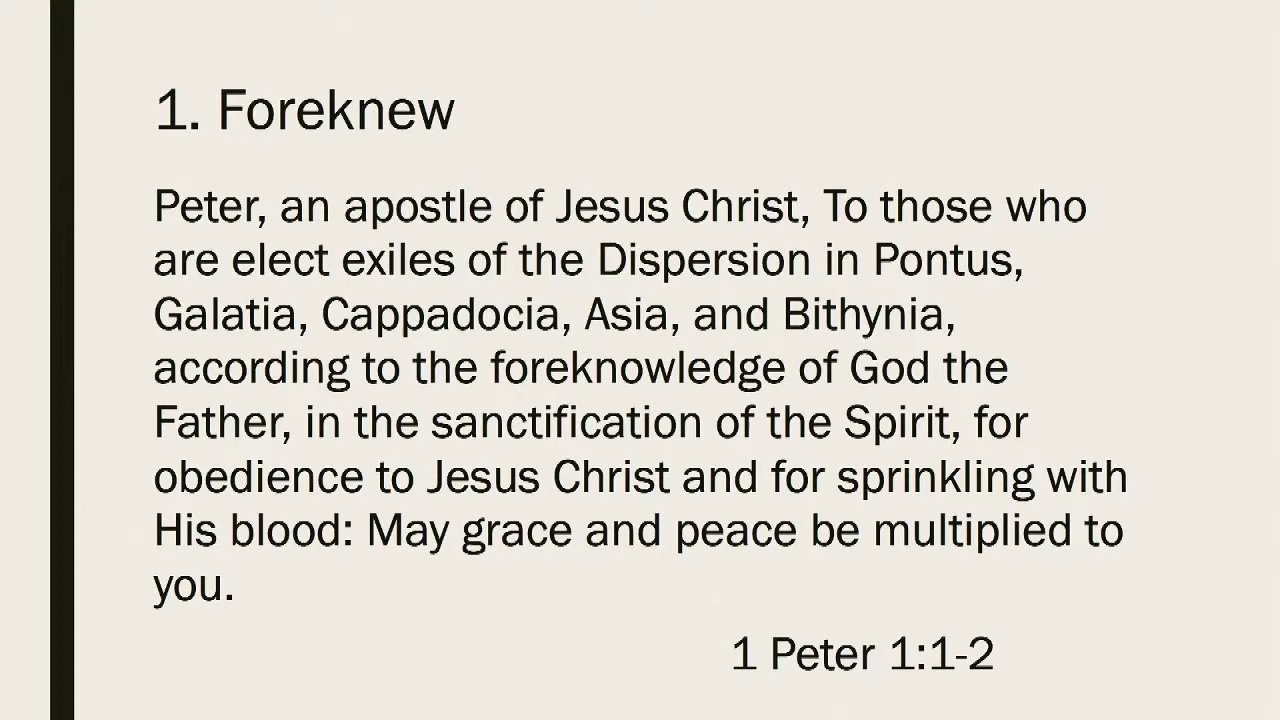 1. Foreknew
Peter, an apostle of Jesus Christ, To those who
are elect exiles of the Dispersion in Pontus,
Galatia, Cappadocia, Asia, and Bithynia,
according to the foreknowledge of God the
Father, in the sanctification of the Spirit, for
obedience to Jesus Christ and for sprinkling with
His blood: May grace and peace be multiplied to
you.
1 Peter 1:1-2